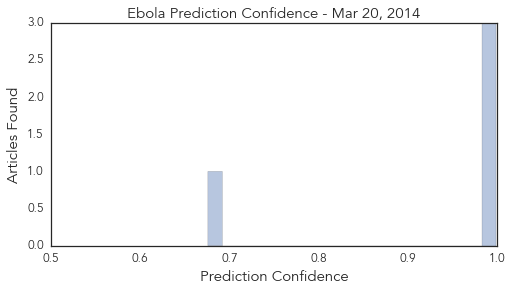 Ebola Prediction Confidence - Mar 20, 2014
Articles Found
3.0
2.5
2.0
1.5
1.0
0.5
0.0
0.5 0.6 0.7 0.8 0.9 1.0
Prediction Confidence